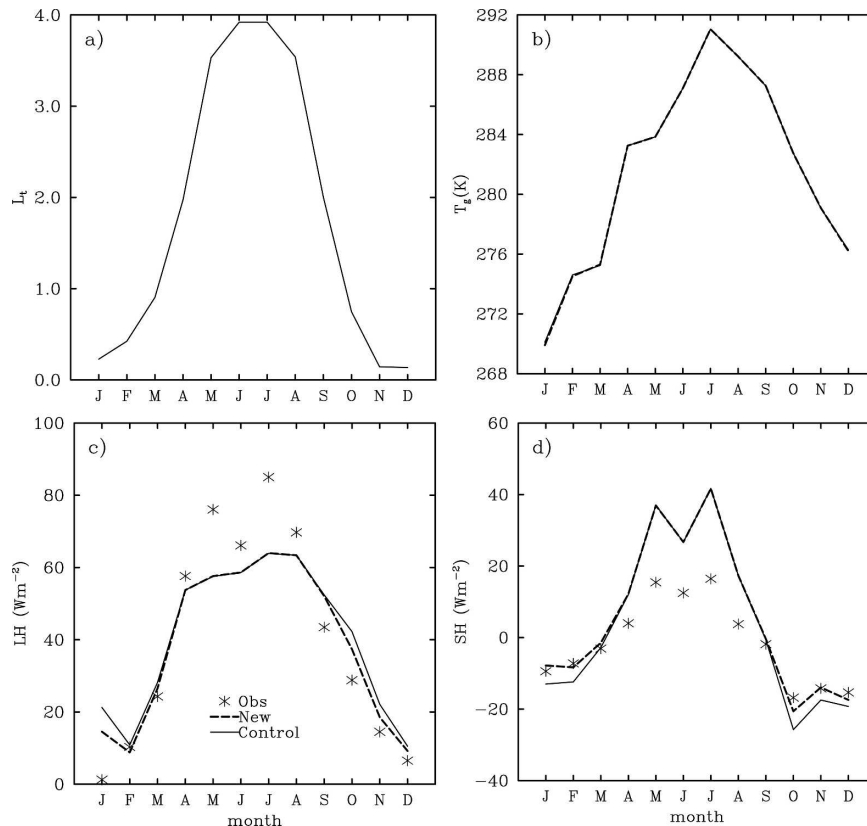 a)
4.0
3.0
2.0
1.0
0.0
L_t
J F M A M J J A S O N D
b)
292
288
284
280
276
272
268
T_g(K)
J F M A M J J A S O N D
c)
100
80
60
40
20
0
LH (Wm⁻²)
Obs
New
Control
J F M A M J J A S O N D
month
d)
60
40
20
0
−20
−40
SH (Wm⁻²)
J F M A M J J A S O N D
month